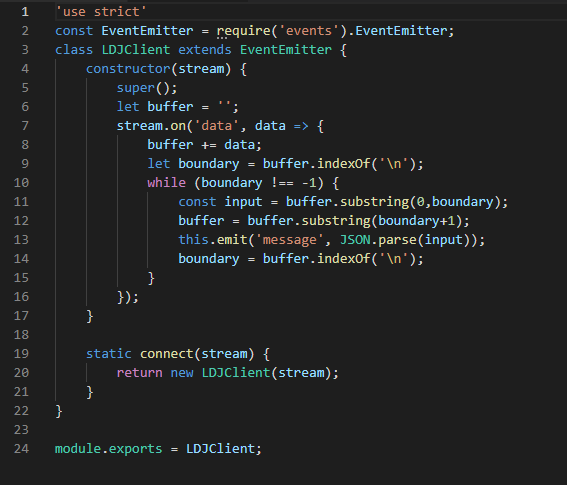 1 'use strict'
2 const EventEmitter = require('events').EventEmitter;
3 class LDJClient extends EventEmitter {
4     constructor(stream) {
5         super();
6         let buffer = '';
7         stream.on('data', data => {
8             buffer += data;
9             let boundary = buffer.indexOf('\n');
10             while (boundary !== -1) {
11                 const input = buffer.substring(0,boundary);
12                 buffer = buffer.substring(boundary+1);
13                 this.emit('message', JSON.parse(input));
14                 boundary = buffer.indexOf('\n');
15             }
16         });
17     }
18
19     static connect(stream) {
20         return new LDJClient(stream);
21     }
22 }
23
24 module.exports = LDJClient;